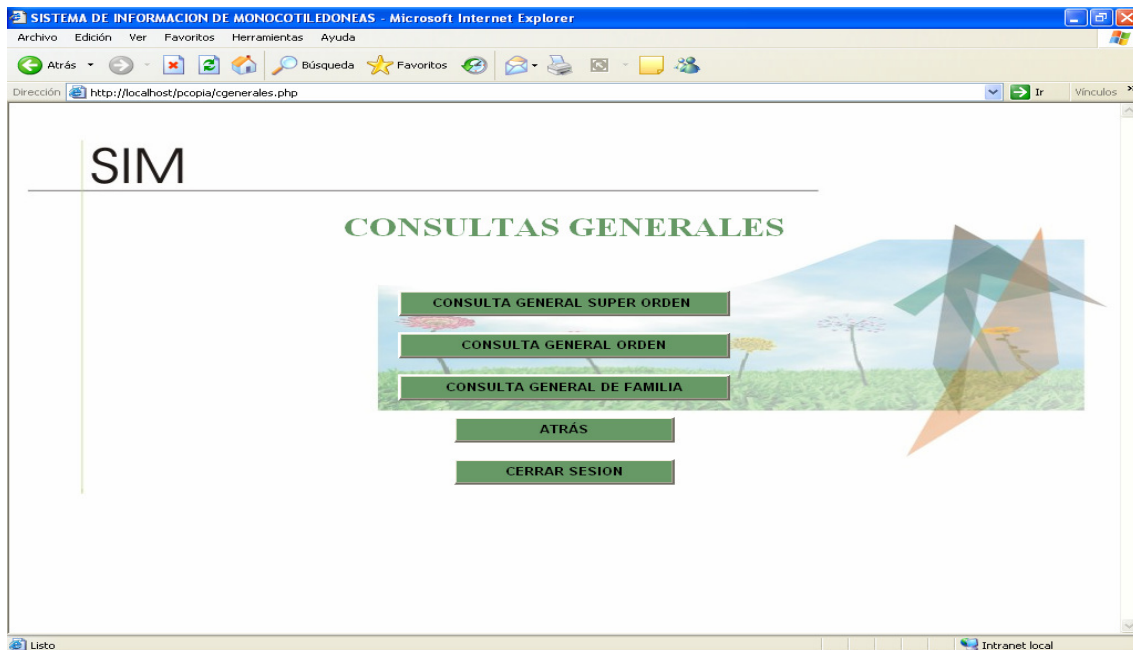 SISTEMA DE INFORMACION DE MONOCOTILEDONEAS - Microsoft Internet Explorer
Archivo Edición Ver Favoritos Herramientas Ayuda
Atrás Búsqueda Favoritos
Dirección http://localhost/pcopia/cgenerales.php Ir Vínculos »
SIM
CONSULTAS GENERALES
CONSULTA GENERAL SUPER ORDEN
CONSULTA GENERAL ORDEN
CONSULTA GENERAL DE FAMILIA
ATRÁS
CERRAR SESION
Listo Intranet local